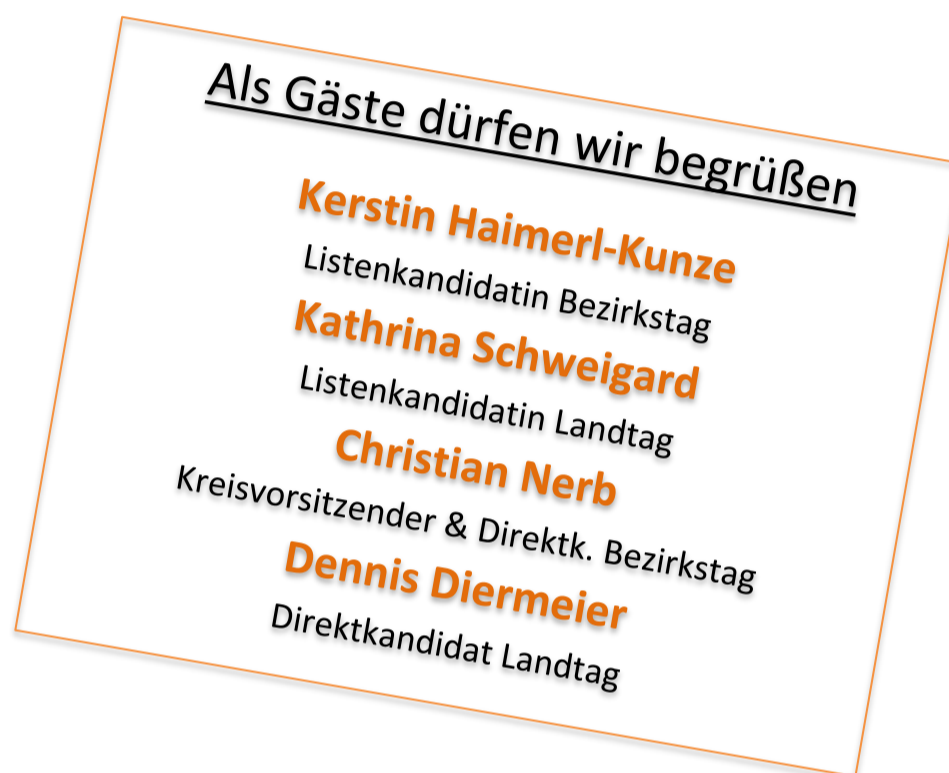 Als Gäste dürfen wir begrüßen
Kerstin Haimerl-Kunze
Listenkandidatin Bezirkstag
Kathrina Schweigard
Listenkandidatin Landtag
Christian Nerb
Kreisvorsitzender & Direktk. Bezirkstag
Dennis Diermeier
Direktkandidat Landtag